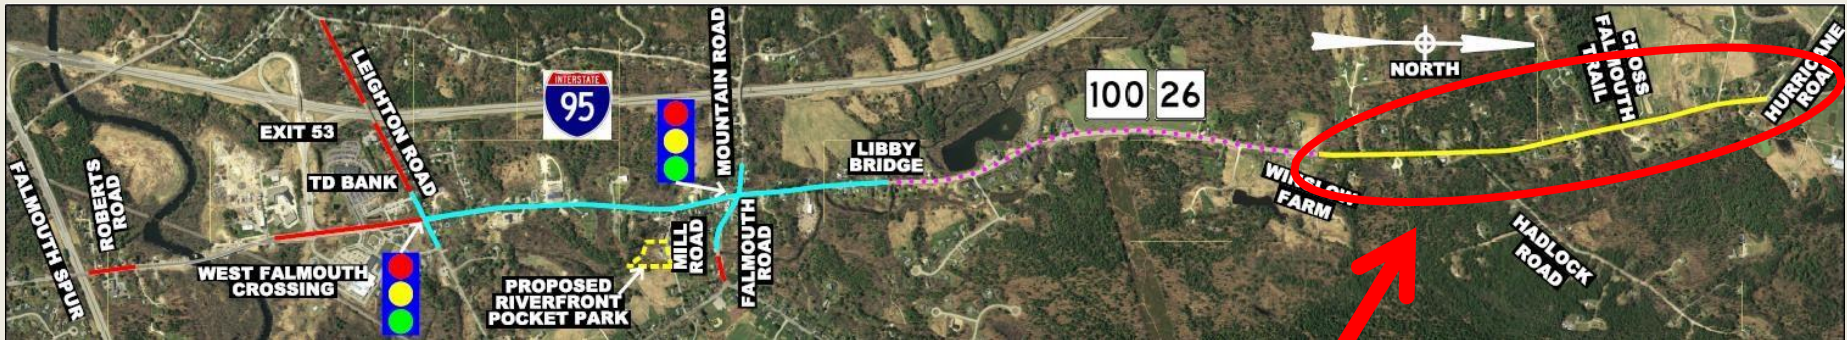 FALMOUTH SPUR
ROBERTS
ROAD
EXIT 53
TD BANK
LEIGHTON ROAD
WEST FALMOUTH
CROSSING
INTERSTATE
95
PROPOSED
RIVERFRONT
POCKET PARK
MILL
ROAD
MOUNTAIN ROAD
FALMOUTH
ROAD
LIBBY
BRIDGE
100
26
WINSLOW
FARM
NORTH
HADLOCK
ROAD
CROSS
FALMOUTH
TRAIL
HURRICANE
ROAD